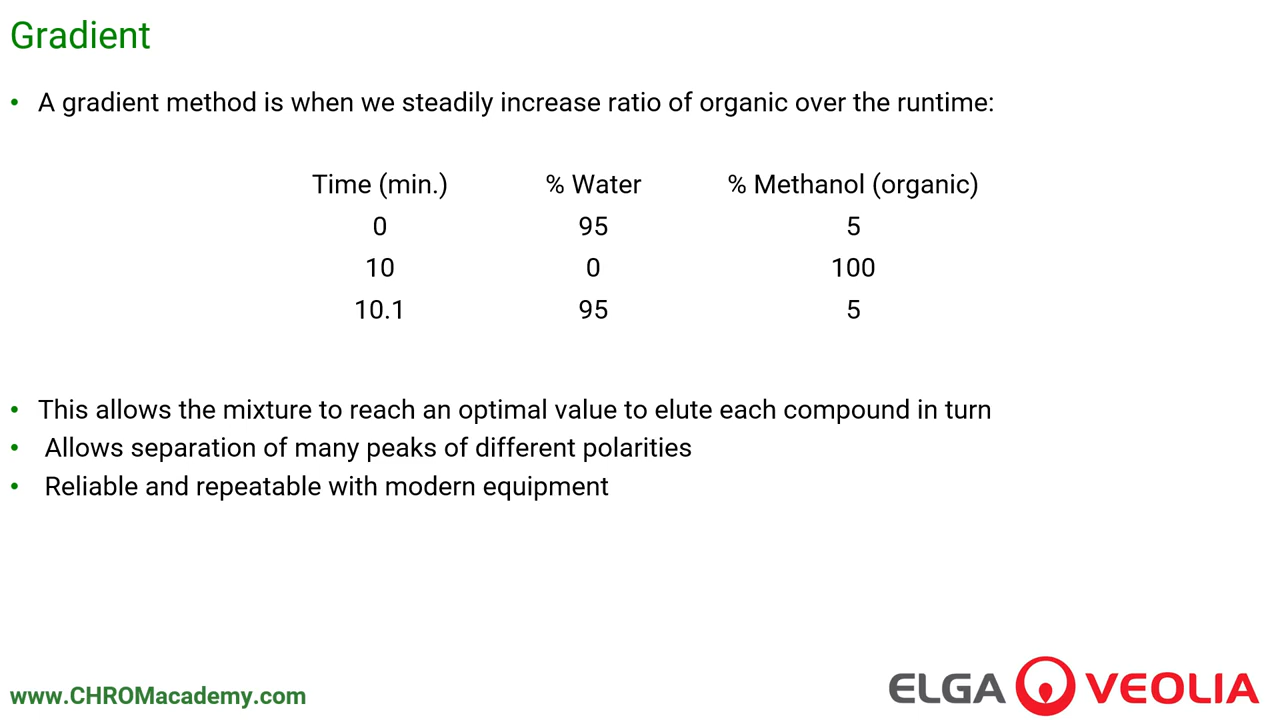 Gradient
• A gradient method is when we steadily increase ratio of organic over the runtime:
Time (min.) % Water % Methanol (organic)
0 95 5
10 0 100
10.1 95 5
• This allows the mixture to reach an optimal value to elute each compound in turn
• Allows separation of many peaks of different polarities
• Reliable and repeatable with modern equipment
www.CHROMacademy.com
ELGA VEOLIA